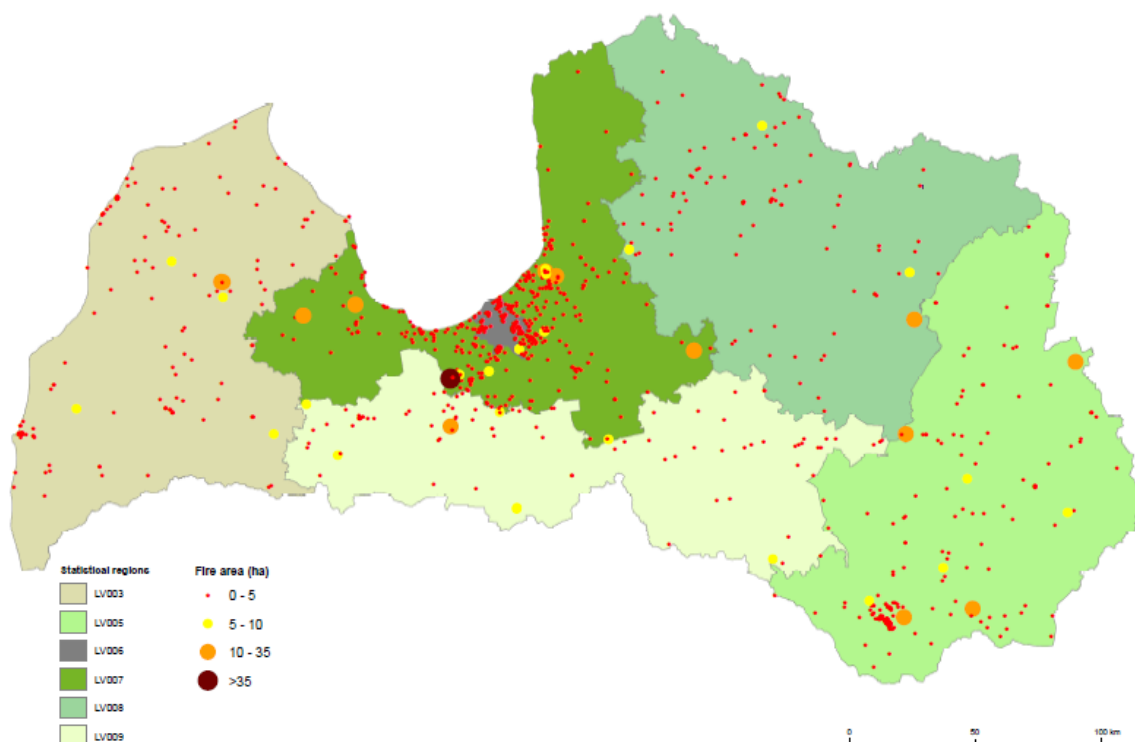 Statistical regions
LV003
LV005
LV006
LV007
LV008
LV009
Fire area (ha)
0 - 5
5 - 10
10 - 35
>35
0 50 100 km